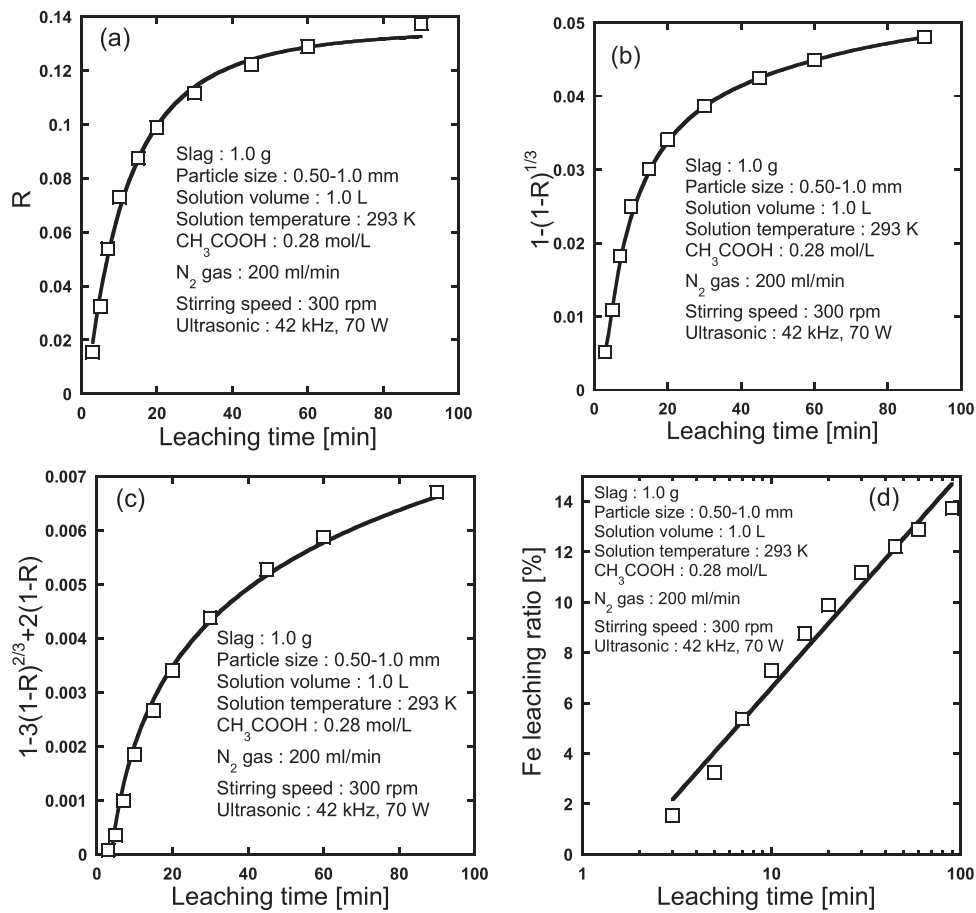 (a)
R
0.14
0.12
0.1
0.08
0.06
0.04
0.02
0
Slag : 1.0 g
Particle size : 0.50-1.0 mm
Solution volume : 1.0 L
Solution temperature : 293 K
CH3COOH : 0.28 mol/L
N2 gas : 200 ml/min
Stirring speed : 300 rpm
Ultrasonic : 42 kHz, 70 W
0 20 40 60 80 100
Leaching time [min]
(b)
1-(1-R)^1/3
0.05
0.04
0.03
0.02
0.01
0
Slag : 1.0 g
Particle size : 0.50-1.0 mm
Solution volume : 1.0 L
Solution temperature : 293 K
CH3COOH : 0.28 mol/L
N2 gas : 200 ml/min
Stirring speed : 300 rpm
Ultrasonic : 42 kHz, 70 W
0 20 40 60 80 100
Leaching time [min]
(c)
1-3(1-R)^2/3+2(1-R)
0.007
0.006
0.005
0.004
0.003
0.002
0.001
0
Slag : 1.0 g
Particle size : 0.50-1.0 mm
Solution volume : 1.0 L
Solution temperature : 293 K
CH3COOH : 0.28 mol/L
N2 gas : 200 ml/min
Stirring speed : 300 rpm
Ultrasonic : 42 kHz, 70 W
0 20 40 60 80 100
Leaching time [min]
(d)
Fe leaching ratio [%]
14
12
10
8
6
4
2
0
Slag : 1.0 g
Particle size : 0.50-1.0 mm
Solution volume : 1.0 L
Solution temperature : 293 K
CH3COOH : 0.28 mol/L
N2 gas : 200 ml/min
Stirring speed : 300 rpm
Ultrasonic : 42 kHz, 70 W
1 10 100
Leaching time [min]